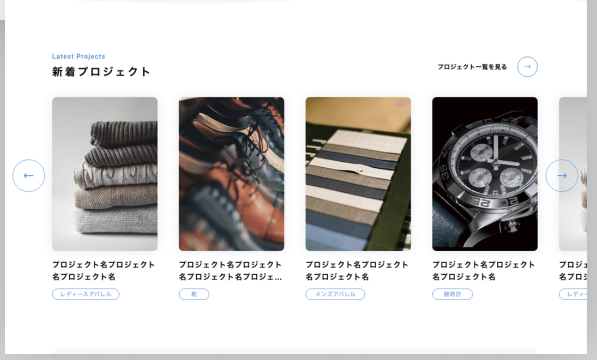 Latest Projects
新着プロジェクト
プロジェクト一覧を見る
プロジェクト名プロジェクト
名プロジェクト名
レディースアパレル
プロジェクト名プロジェクト
名プロジェクト名プロジェ...
靴
プロジェクト名プロジェクト
名プロジェクト名
メンズアパレル
プロジェクト名プロジェクト
名プロジェクト名
腕時計
プロジェ
名プロジ
レディー